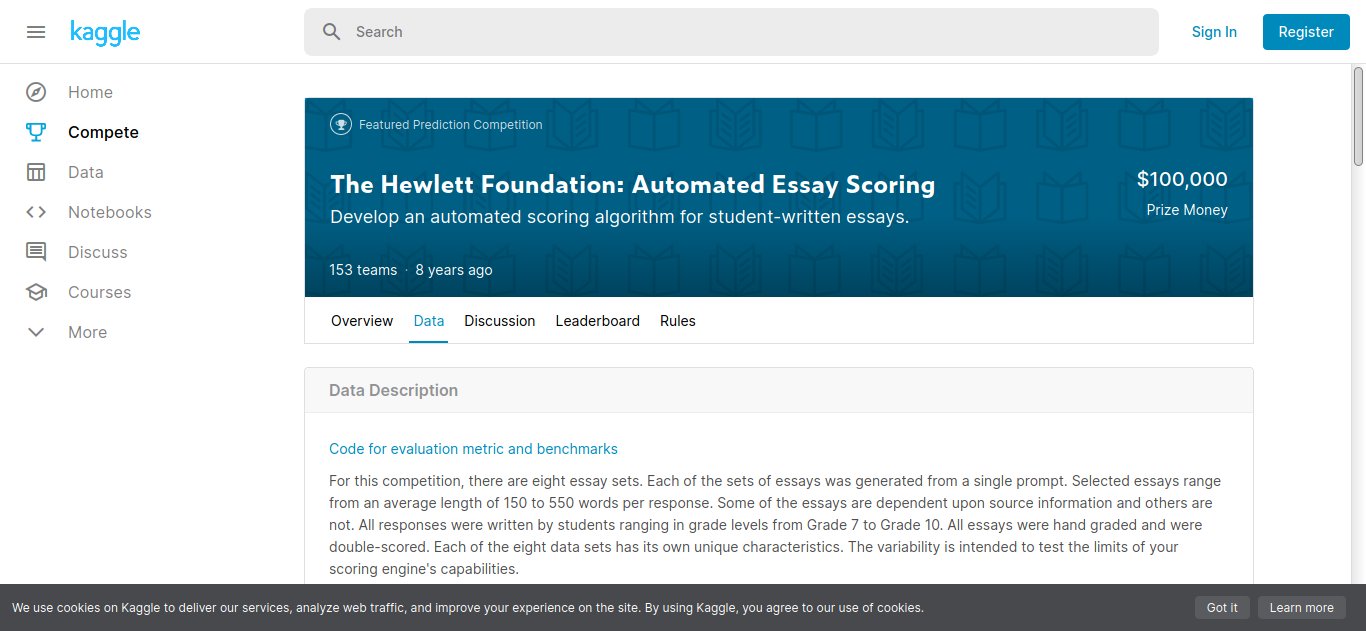 kaggle
Search
Sign In
Register
Home
Compete
Data
Notebooks
Discuss
Courses
More
Featured Prediction Competition
The Hewlett Foundation: Automated Essay Scoring
Develop an automated scoring algorithm for student-written essays.
$100,000
Prize Money
153 teams · 8 years ago
Overview Data Discussion Leaderboard Rules
Data Description
Code for evaluation metric and benchmarks
For this competition, there are eight essay sets. Each of the sets of essays was generated from a single prompt. Selected essays range
from an average length of 150 to 550 words per response. Some of the essays are dependent upon source information and others are
not. All responses were written by students ranging in grade levels from Grade 7 to Grade 10. All essays were hand graded and were
double-scored. Each of the eight data sets has its own unique characteristics. The variability is intended to test the limits of your
scoring engine's capabilities.
We use cookies on Kaggle to deliver our services, analyze web traffic, and improve your experience on the site. By using Kaggle, you agree to our use of cookies.
Got it
Learn more